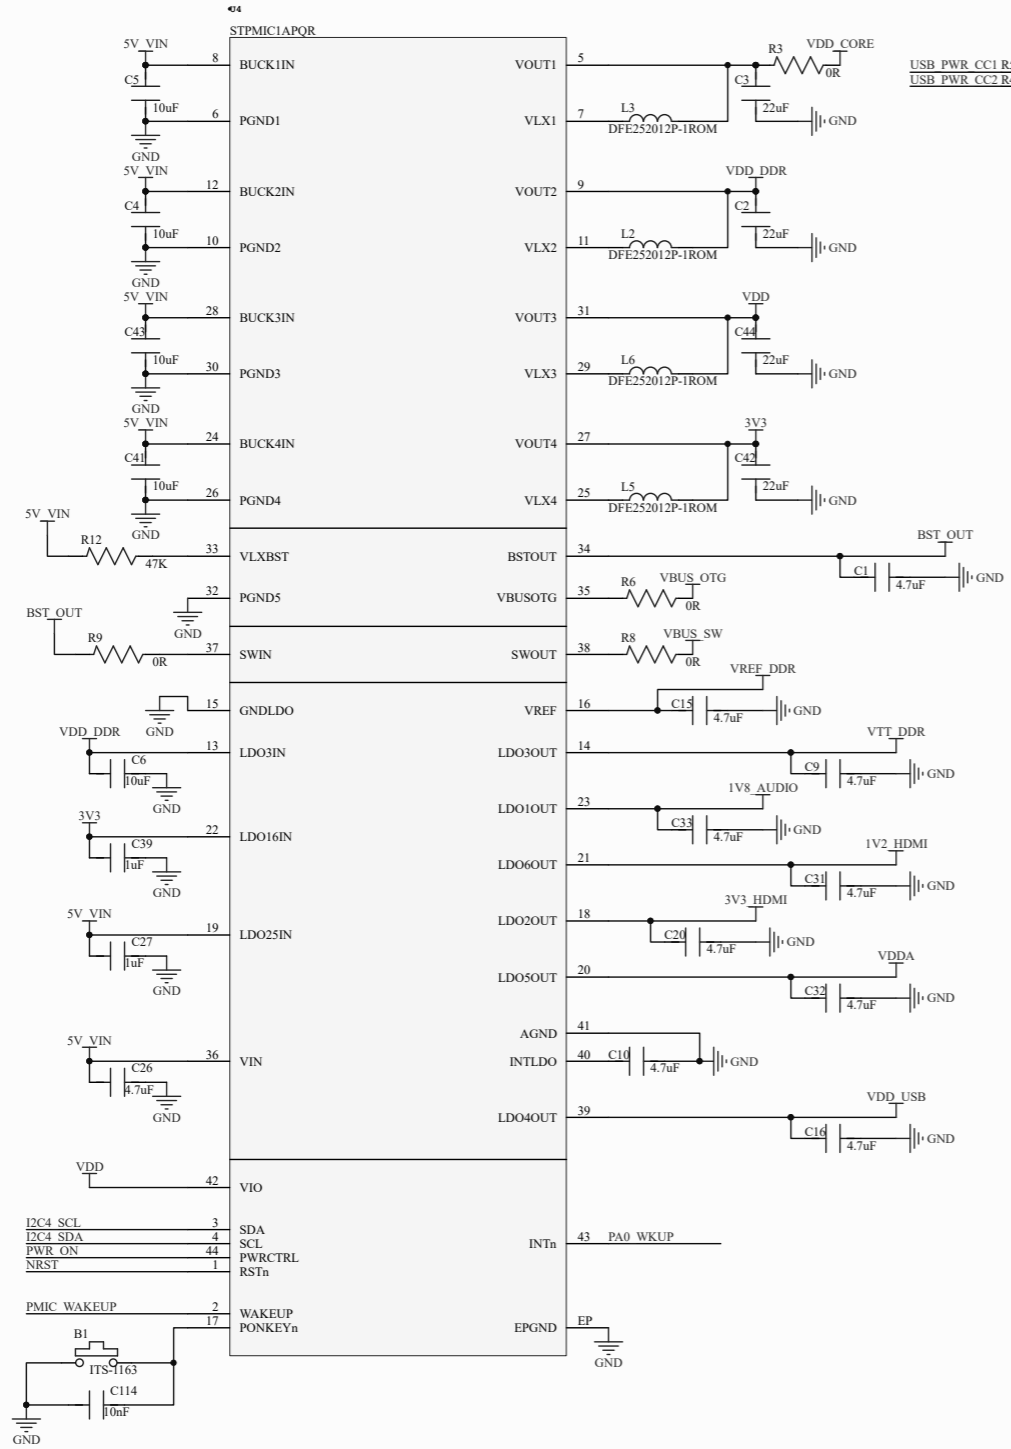 U4
STPMIC1APQR
5V_VIN 8 BUCK1IN VOUT1 5 R3 0R VDD_CORE
USB_PWR_CC1
USB_PWR_CC2
C5 10uF C3 22uF
6 PGND1 VLX1 7 L3 DFE252012P-1ROM GND
GND
5V_VIN VDD_DDR
12 BUCK2IN VOUT2 9
C4 10uF C2 22uF
10 PGND2 VLX2 11 L2 DFE252012P-1ROM GND
GND
5V_VIN VDD
28 BUCK3IN VOUT3 31
C43 10uF C44 22uF
30 PGND3 VLX3 29 L6 DFE252012P-1ROM GND
GND
5V_VIN 3V3
24 BUCK4IN VOUT4 27
C41 10uF C42 22uF
26 PGND4 VLX4 25 L5 DFE252012P-1ROM GND
GND
5V_VIN BST_OUT
R12 47K 33 VLXBST BSTOUT 34
C1 4.7uF GND
32 PGND5 VBUSOTG 35 R6 0R VBUS_OTG
GND
BST_OUT R9 0R 37 SWIN SWOUT 38 R8 0R VBUS_SW
VREF_DDR
GND 15 GNDLDO VREF 16 C15 4.7uF GND
VDD_DDR VTT_DDR
13 LDO3IN LDO3OUT 14
C6 10uF GND C9 4.7uF GND
3V3 1V8_AUDIO
LDO1OUT 23
22 LDO16IN C33 4.7uF GND
C39 1uF GND 1V2_HDMI
LDO6OUT 21
C31 4.7uF GND
5V_VIN 3V3_HDMI
19 LDO25IN LDO2OUT 18
C27 1uF GND C20 4.7uF GND
VDDA
LDO5OUT 20
C32 4.7uF GND
AGND 41
5V_VIN 36 VIN INTLDO 40 C10 4.7uF GND
C26 4.7uF GND
VDD_USB
LDO4OUT 39
C16 4.7uF GND
VDD 42 VIO
I2C4_SCL 3 SDA
I2C4_SDA 4 SCL INTn 43 PA0_WKUP
PWR_ON 44 PWRCTRL
NRST 1 RSTn
PMIC_WAKEUP 2 WAKEUP
17 PONKEYn EPGND EP
B1 GND
ITS-1163
C114
10nF
GND